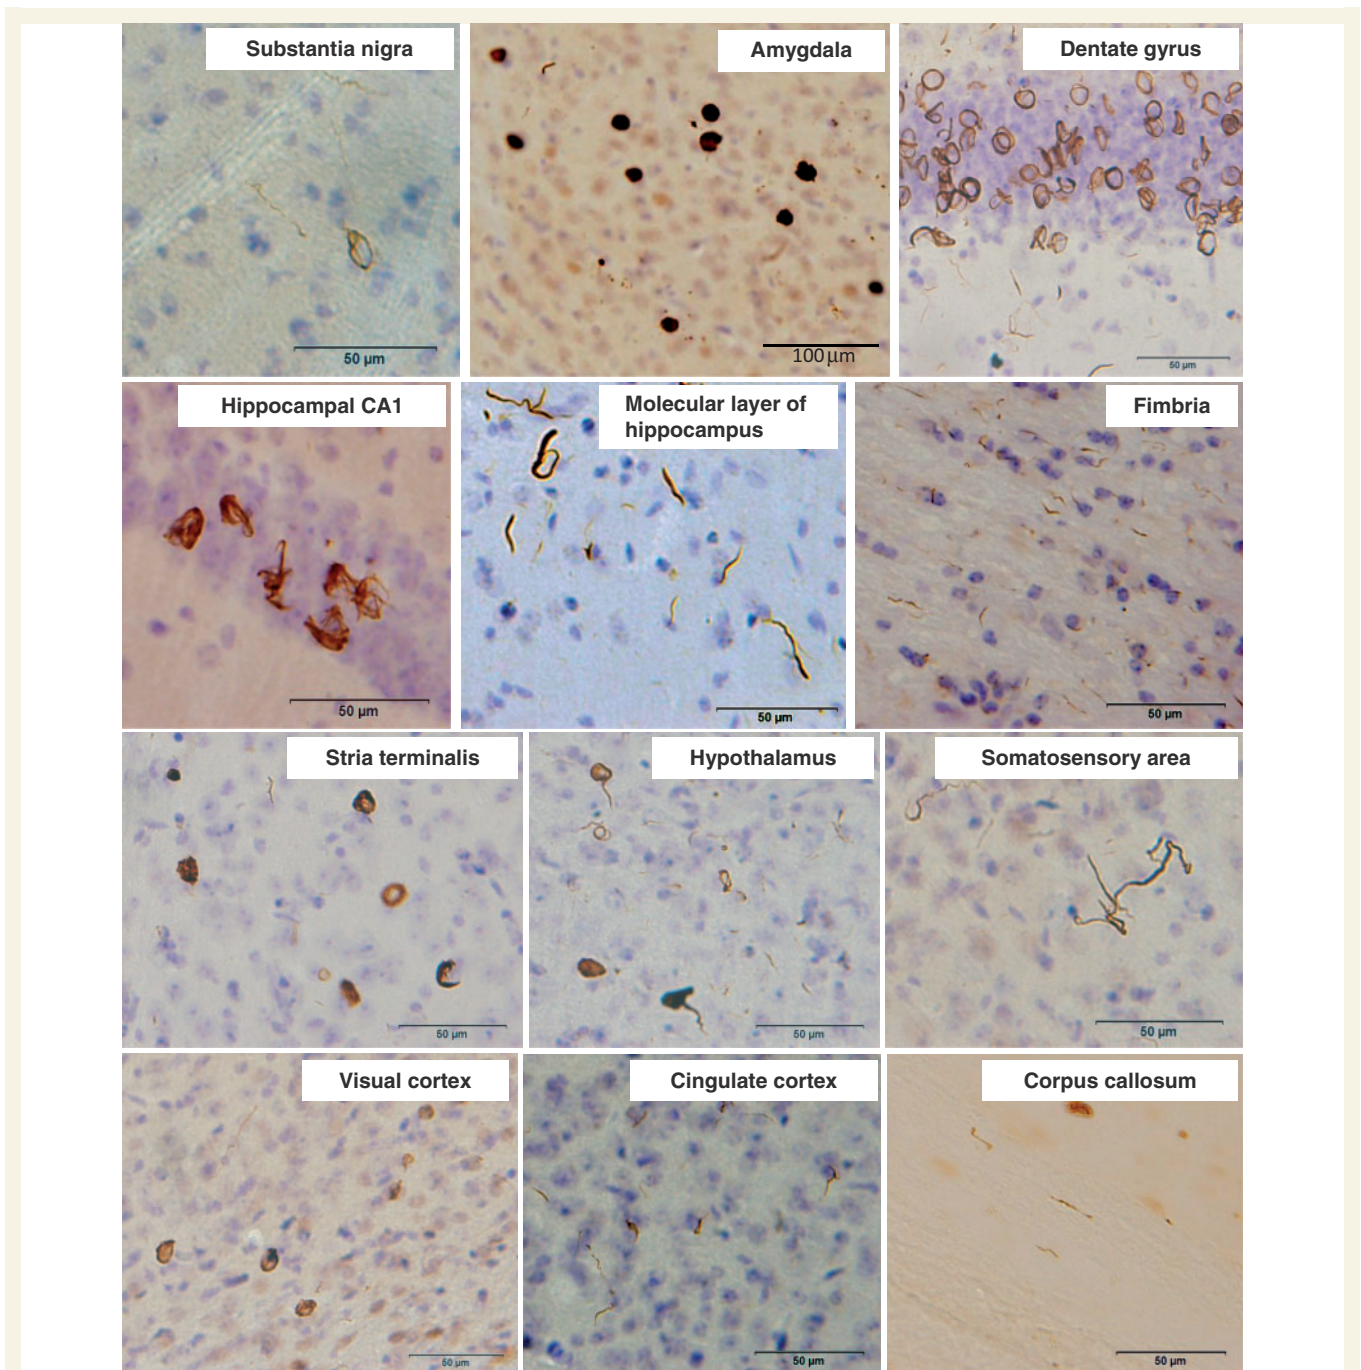 Substantia nigra
50 µm
Amygdala
100 µm
Dentate gyrus
50 µm
Hippocampal CA1
50 µm
Molecular layer of
hippocampus
50 µm
Fimbria
50 µm
Stria terminalis
50 µm
Hypothalamus
50 µm
Somatosensory area
50 µm
Visual cortex
50 µm
Cingulate cortex
50 µm
Corpus callosum
50 µm